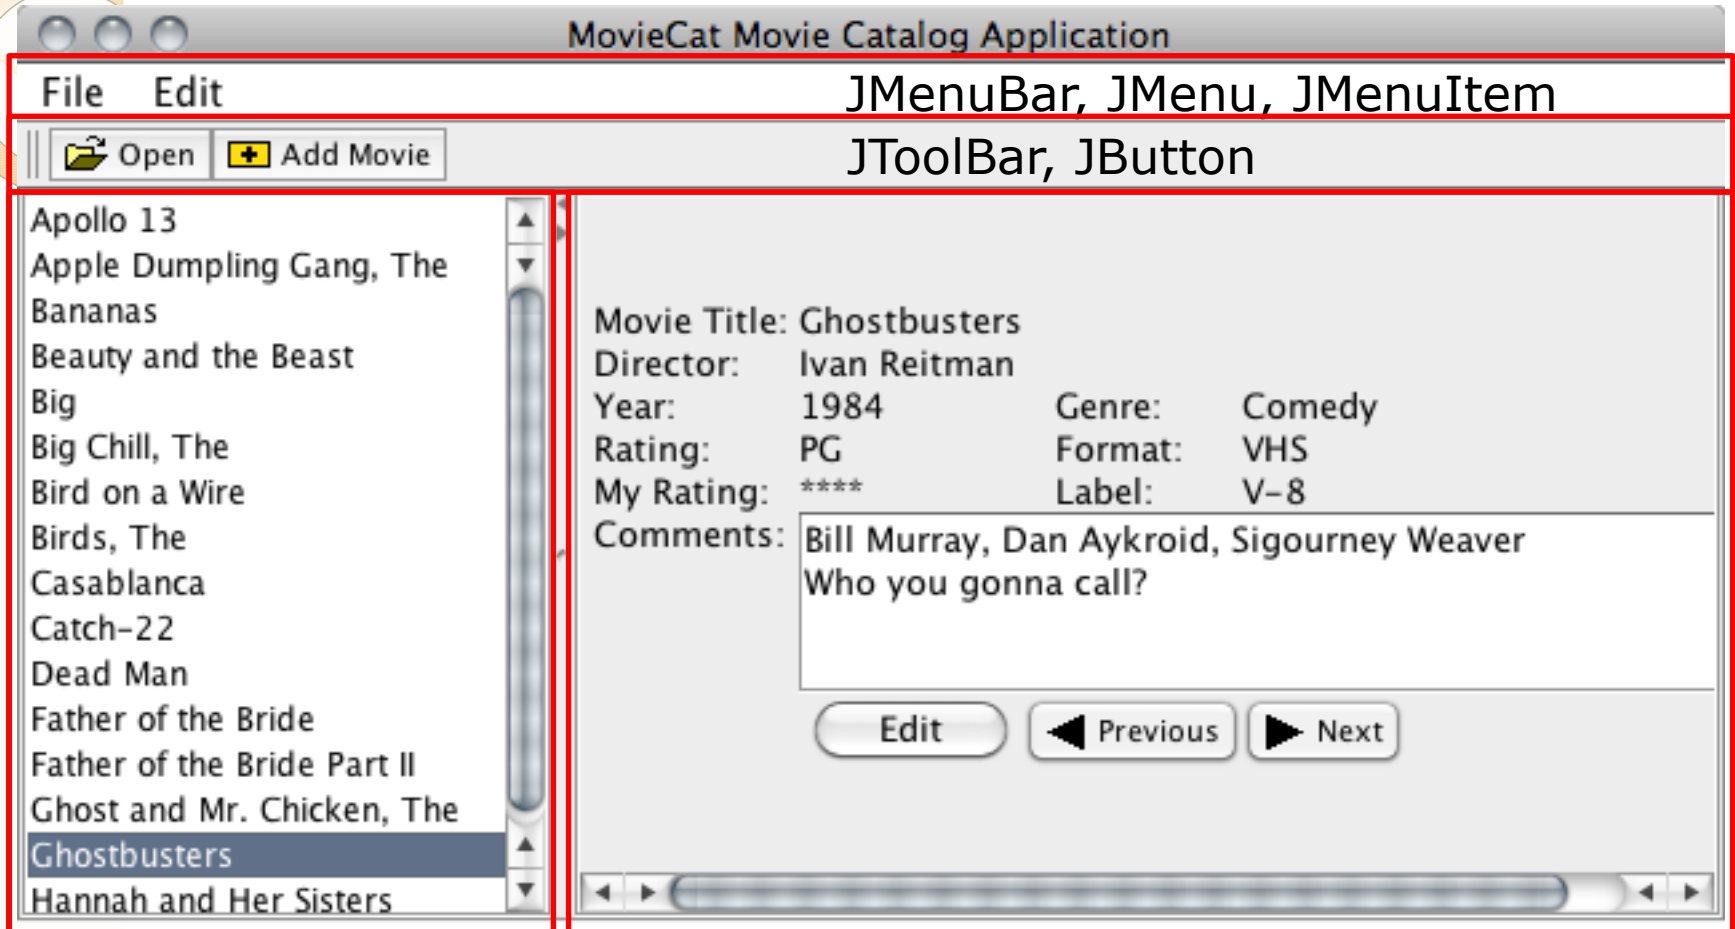 MovieCat Movie Catalog Application
File Edit JMenuBar, JMenu, JMenuItem
Open Add Movie JToolBar, JButton
Apollo 13
Apple Dumpling Gang, The
Bananas
Beauty and the Beast
Big
Big Chill, The
Bird on a Wire
Birds, The
Casablanca
Catch-22
Dead Man
Father of the Bride
Father of the Bride Part II
Ghost and Mr. Chicken, The
Ghostbusters
Hannah and Her Sisters
Movie Title: Ghostbusters
Director: Ivan Reitman
Year: 1984 Genre: Comedy
Rating: PG Format: VHS
My Rating: **** Label: V-8
Comments: Bill Murray, Dan Aykroid, Sigourney Weaver
Who you gonna call?
Edit Previous Next